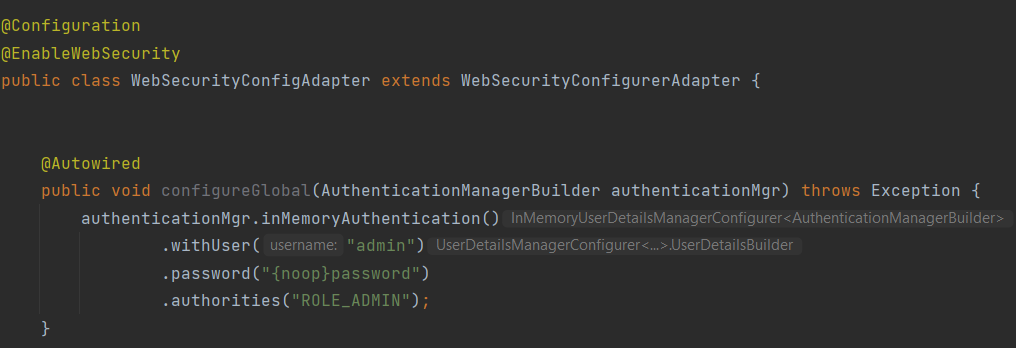 @Configuration
@EnableWebSecurity
public class WebSecurityConfigAdapter extends WebSecurityConfigurerAdapter {
@Autowired
public void configureGlobal(AuthenticationManagerBuilder authenticationMgr) throws Exception {
authenticationMgr.inMemoryAuthentication() InMemoryUserDetailsManagerConfigurer<AuthenticationManagerBuilder>
.withUser( username: "admin") UserDetailsManagerConfigurer<...>.UserDetailsBuilder
.password("{noop}password")
.authorities("ROLE_ADMIN");
}